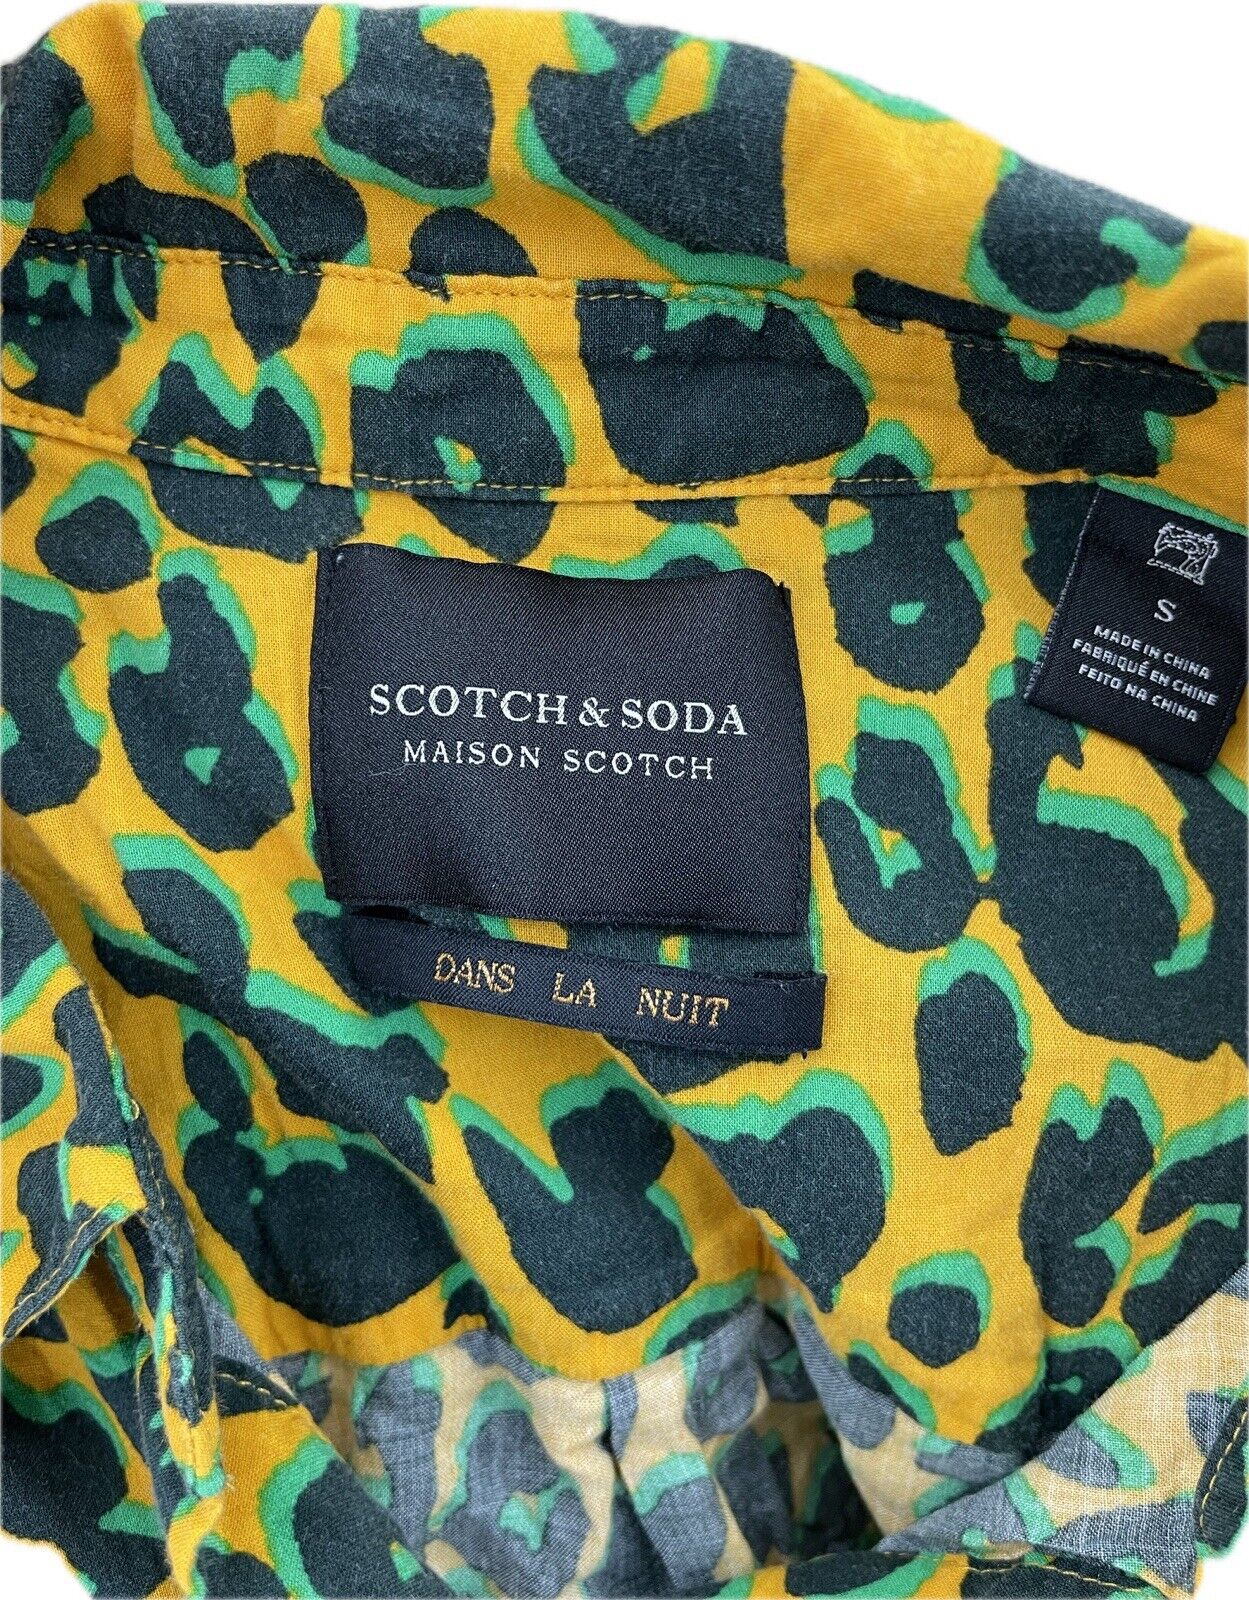 SCOTCH & SODA
MAISON SCOTCH
DANS LA NUIT
S
MADE IN CHINA
FABRIQUÉ EN CHINE
FEITO NA CHINA